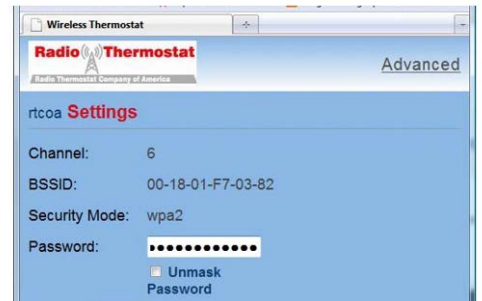 Wireless Thermostat
Radio Thermostat
Radio Thermostat Company of America
Advanced
rtcoa Settings
Channel: 6
BSSID: 00-18-01-F7-03-82
Security Mode: wpa2
Password: ••••••••••••
Unmask
Password